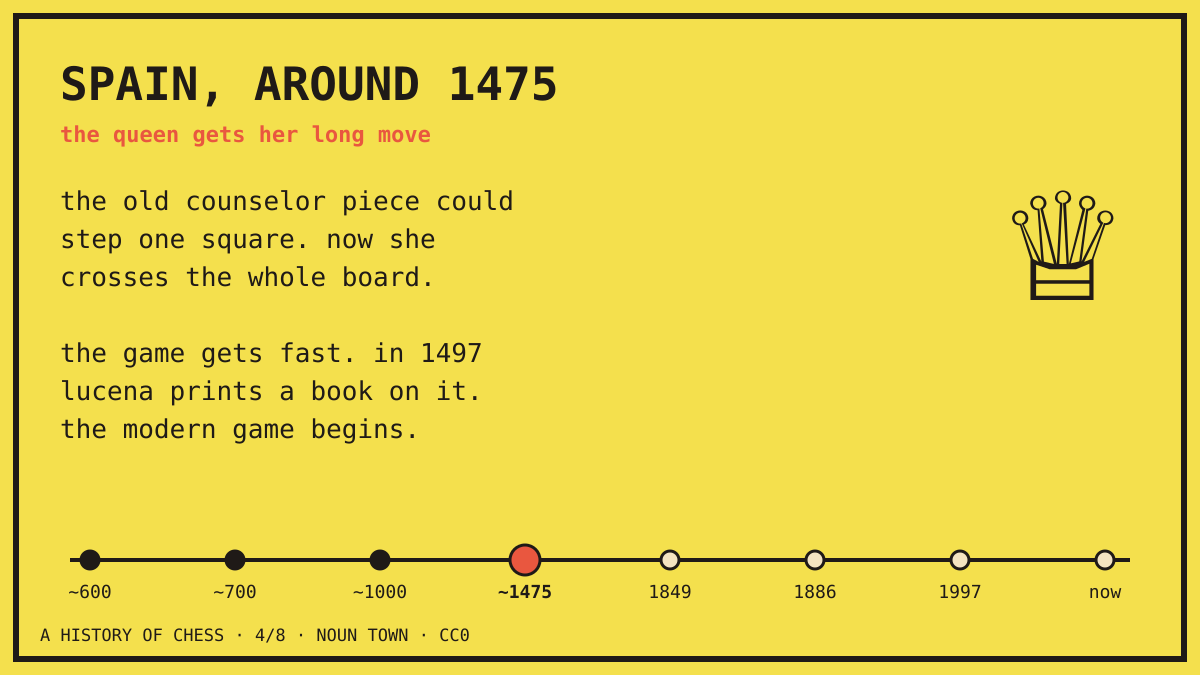 SPAIN, AROUND 1475
the queen gets her long move
the old counselor piece could
step one square. now she
crosses the whole board.
the game gets fast. in 1497
lucena prints a book on it.
the modern game begins.
~600 ~700 ~1000 ~1475 1849 1886 1997 now
A HISTORY OF CHESS · 4/8 · NOUN TOWN · CC0